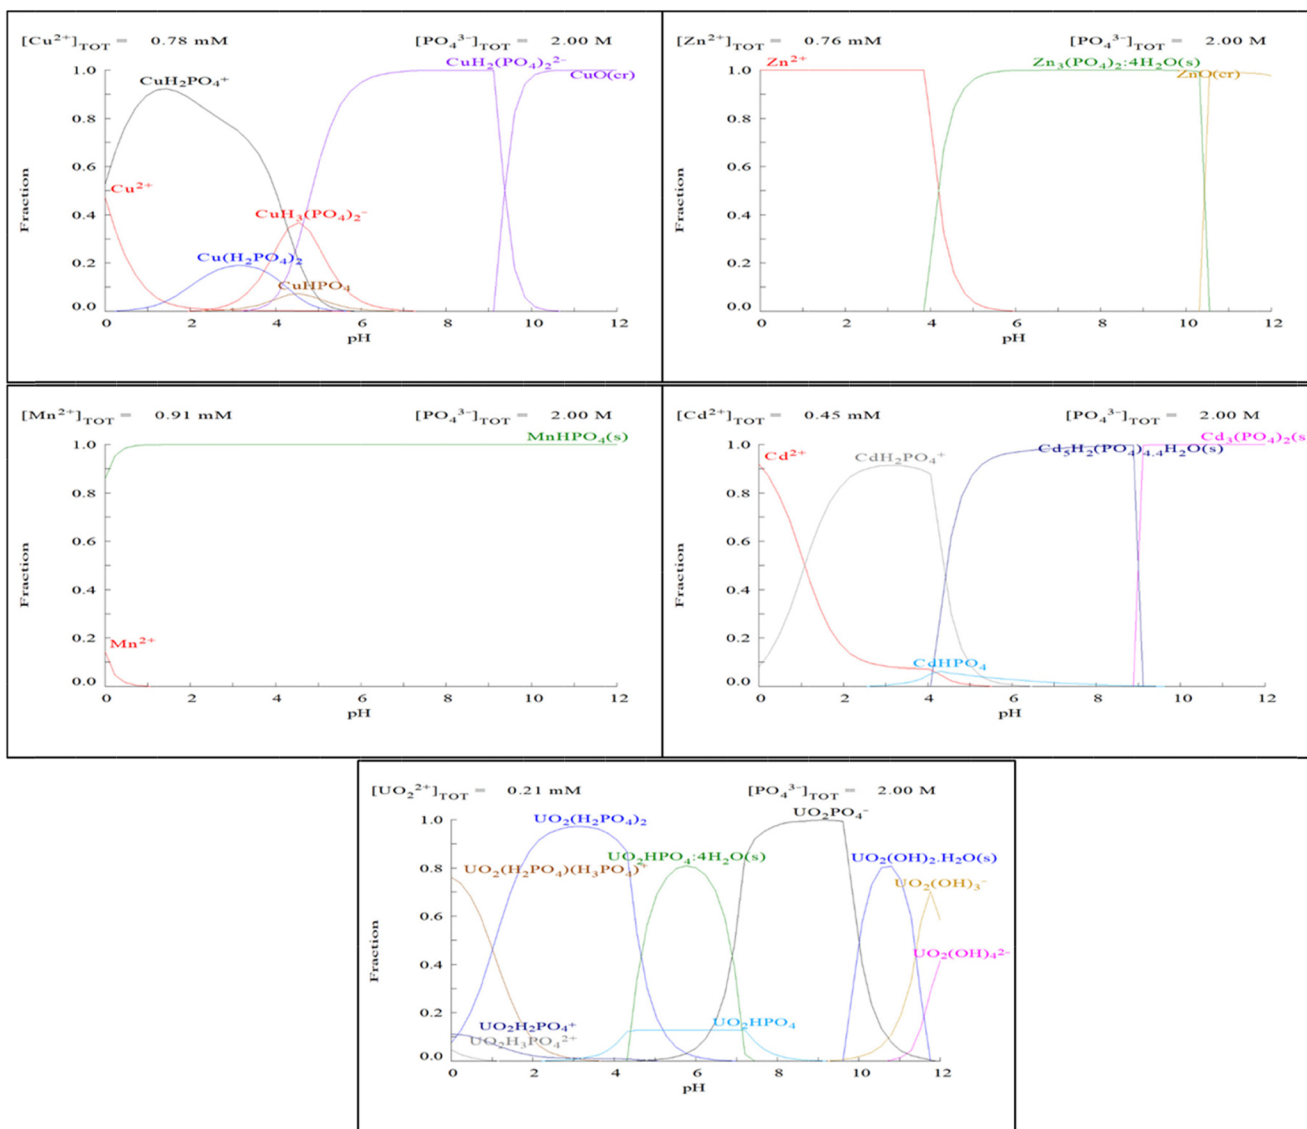 [Cu²⁺]TOT = 0.78 mM [PO₄³⁻]TOT = 2.00 M
CuH₂(PO₄)₂²⁻
CuO(cr)
CuH₂PO₄⁺
Cu²⁺
CuH₃(PO₄)₂⁻
Cu(H₂PO₄)₂
CuHPO₄
Fraction
1.0
0.8
0.6
0.4
0.2
0.0
0 2 4 6 8 10 12
pH
[Zn²⁺]TOT = 0.76 mM [PO₄³⁻]TOT = 2.00 M
Zn²⁺
Zn₃(PO₄)₂:4H₂O(s)
ZnO(cr)
Fraction
1.0
0.8
0.6
0.4
0.2
0.0
0 2 4 6 8 10 12
pH
[Mn²⁺]TOT = 0.91 mM [PO₄³⁻]TOT = 2.00 M
MnHPO₄(s)
Mn²⁺
Fraction
1.0
0.8
0.6
0.4
0.2
0.0
0 2 4 6 8 10 12
pH
[Cd²⁺]TOT = 0.45 mM [PO₄³⁻]TOT = 2.00 M
Cd₃(PO₄)₂(s
Cd₅H₂(PO₄)₄.4H₂O(s)
Cd²⁺
CdH₂PO₄⁺
CdHPO₄
Fraction
1.0
0.8
0.6
0.4
0.2
0.0
0 2 4 6 8 10 12
pH
[UO₂²⁺]TOT = 0.21 mM [PO₄³⁻]TOT = 2.00 M
UO₂PO₄⁻
UO₂(H₂PO₄)₂
UO₂HPO₄:4H₂O(s)
UO₂(OH)₂.H₂O(s)
UO₂(H₂PO₄)(H₃PO₄)⁺
UO₂(OH)₃⁻
UO₂(OH)₄²⁻
UO₂H₂PO₄⁺
UO₂HPO₄
UO₂H₃PO₄²⁺
Fraction
1.0
0.8
0.6
0.4
0.2
0.0
0 2 4 6 8 10 12
pH